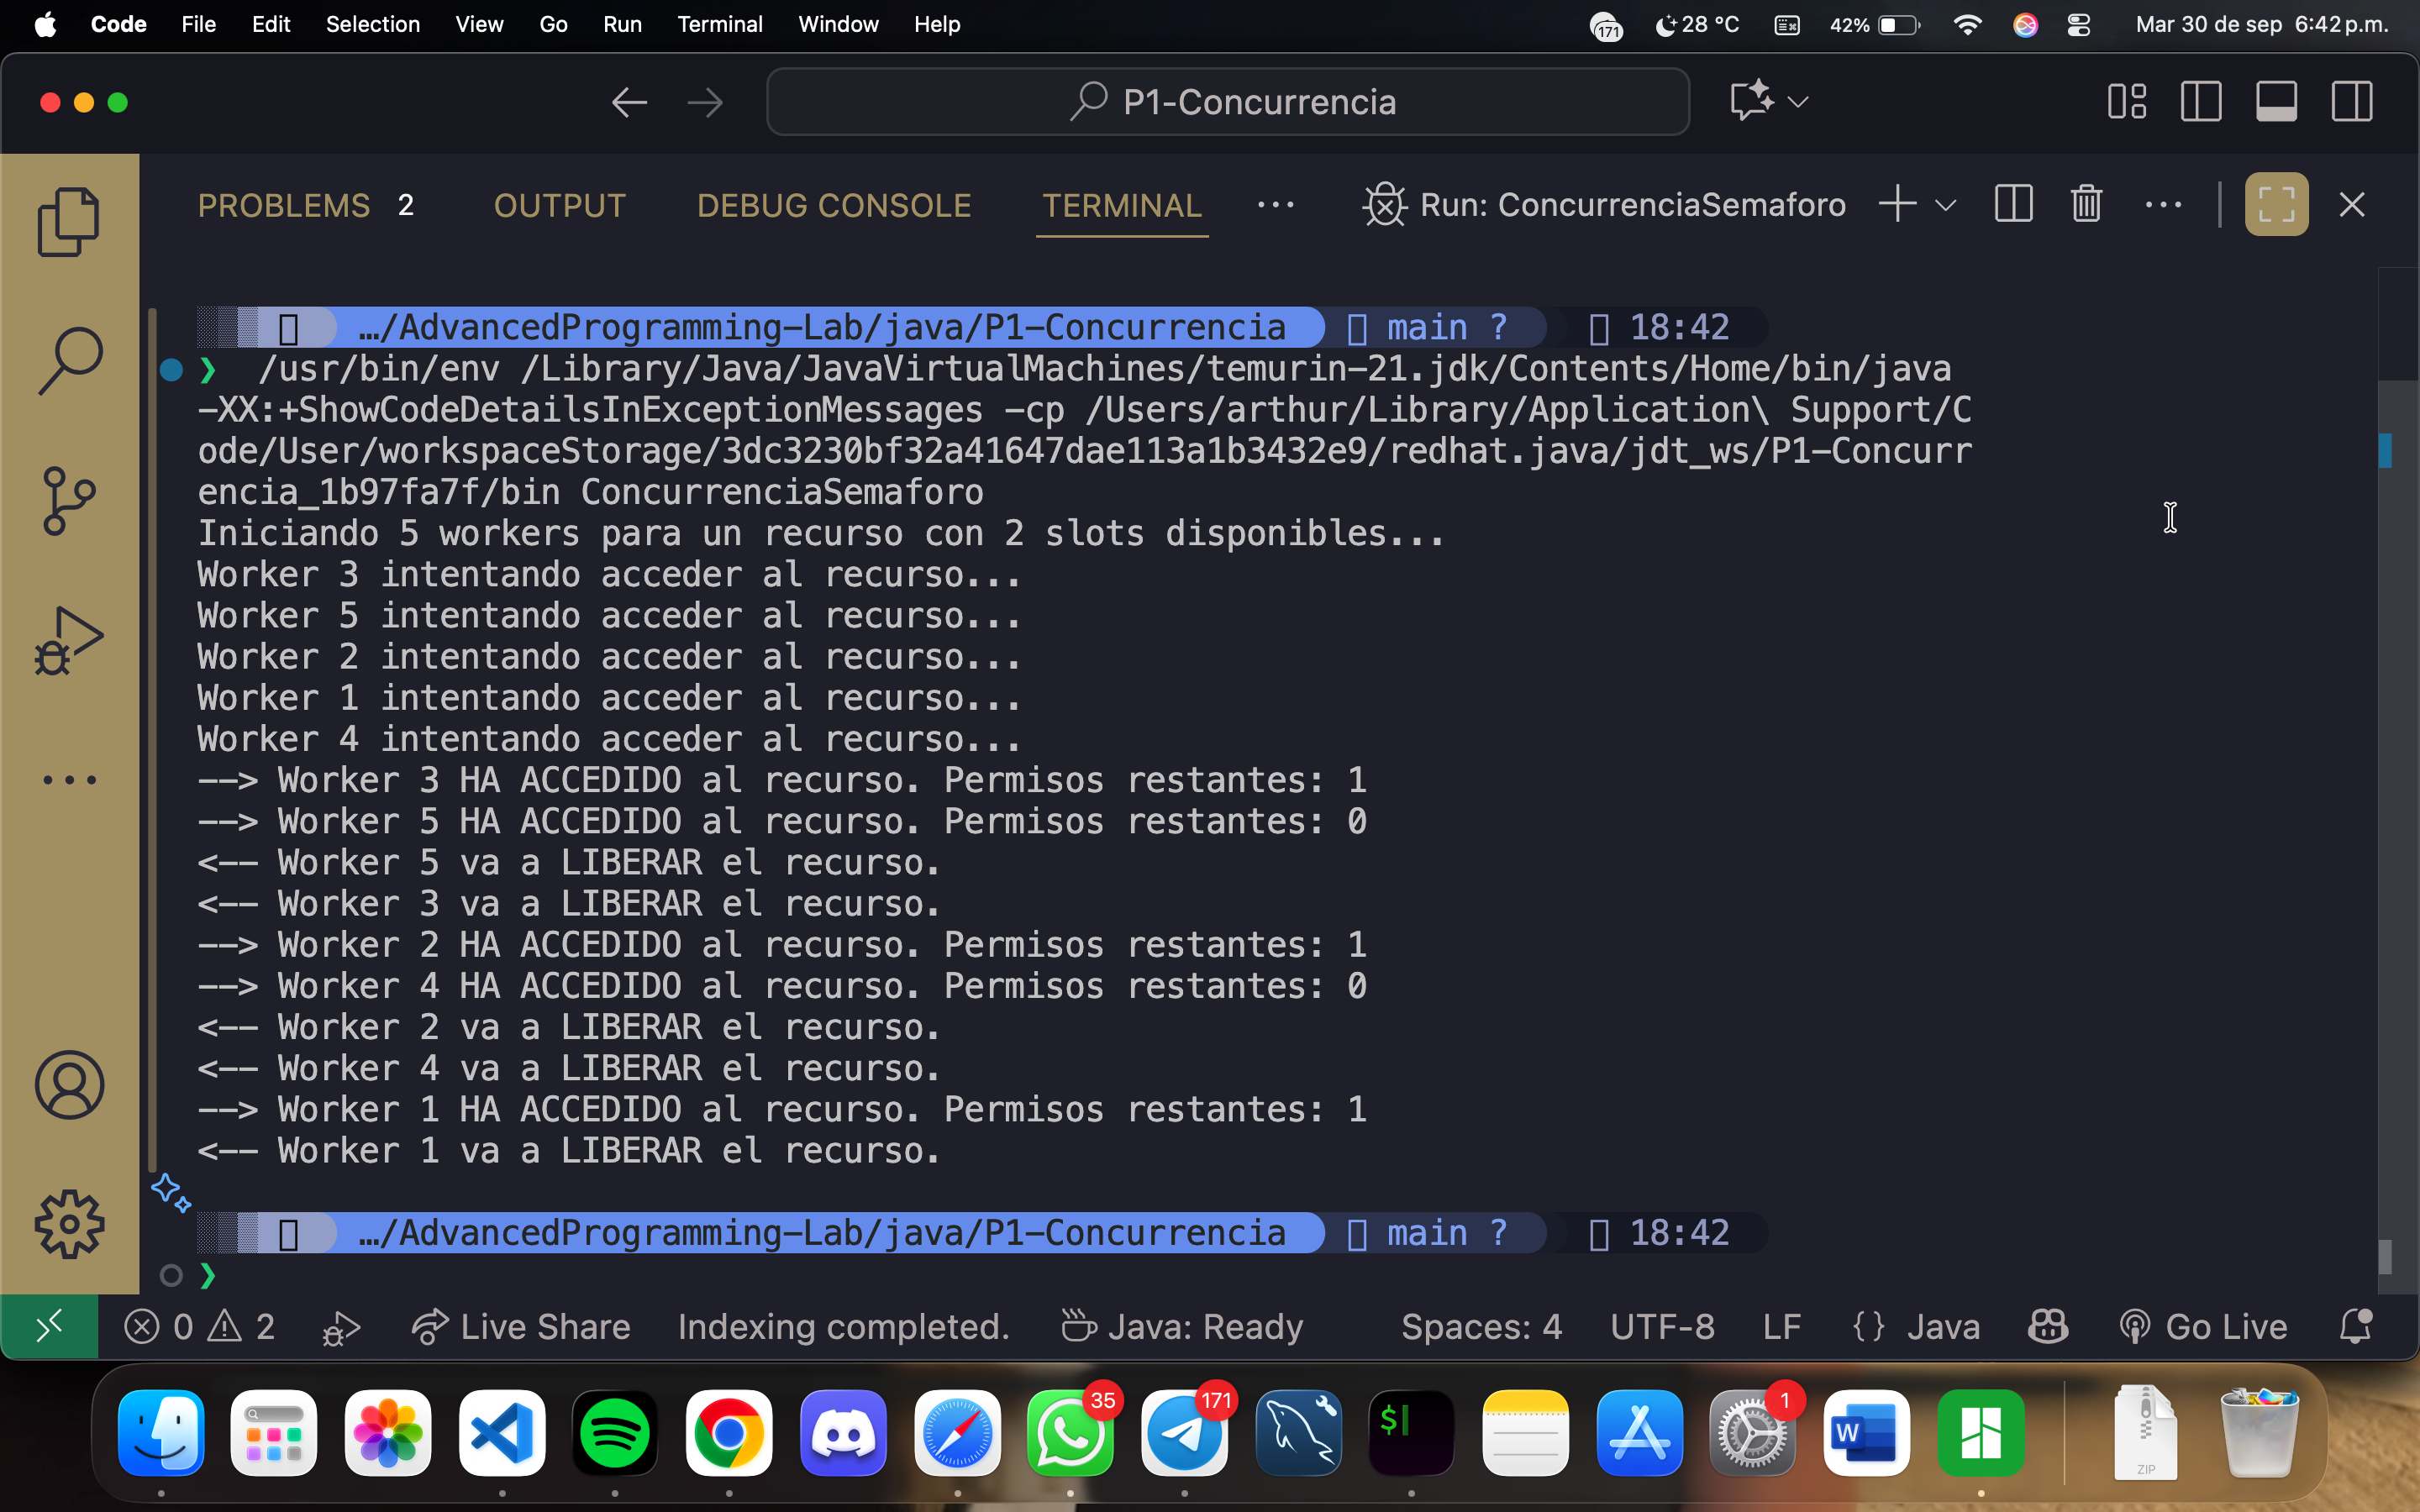 Code File Edit Selection View Go Run Terminal Window Help 171 28 °C 42% Mar 30 de sep 6:42 p.m.
P1-Concurrencia
PROBLEMS 2 OUTPUT DEBUG CONSOLE TERMINAL ... Run: ConcurrenciaSemaforo
…/AdvancedProgramming-Lab/java/P1-Concurrencia main ? 18:42
❯ /usr/bin/env /Library/Java/JavaVirtualMachines/temurin-21.jdk/Contents/Home/bin/java
-XX:+ShowCodeDetailsInExceptionMessages -cp /Users/arthur/Library/Application\ Support/C
ode/User/workspaceStorage/3dc3230bf32a41647dae113a1b3432e9/redhat.java/jdt_ws/P1-Concurr
encia_1b97fa7f/bin ConcurrenciaSemaforo
Iniciando 5 workers para un recurso con 2 slots disponibles...
Worker 3 intentando acceder al recurso...
Worker 5 intentando acceder al recurso...
Worker 2 intentando acceder al recurso...
Worker 1 intentando acceder al recurso...
Worker 4 intentando acceder al recurso...
--> Worker 3 HA ACCEDIDO al recurso. Permisos restantes: 1
--> Worker 5 HA ACCEDIDO al recurso. Permisos restantes: 0
<-- Worker 5 va a LIBERAR el recurso.
<-- Worker 3 va a LIBERAR el recurso.
--> Worker 2 HA ACCEDIDO al recurso. Permisos restantes: 1
--> Worker 4 HA ACCEDIDO al recurso. Permisos restantes: 0
<-- Worker 2 va a LIBERAR el recurso.
<-- Worker 4 va a LIBERAR el recurso.
--> Worker 1 HA ACCEDIDO al recurso. Permisos restantes: 1
<-- Worker 1 va a LIBERAR el recurso.
…/AdvancedProgramming-Lab/java/P1-Concurrencia main ? 18:42
❯
0 2 Live Share Indexing completed. Java: Ready Spaces: 4 UTF-8 LF {} Java Go Live
35 171 $ 1 W ZIP